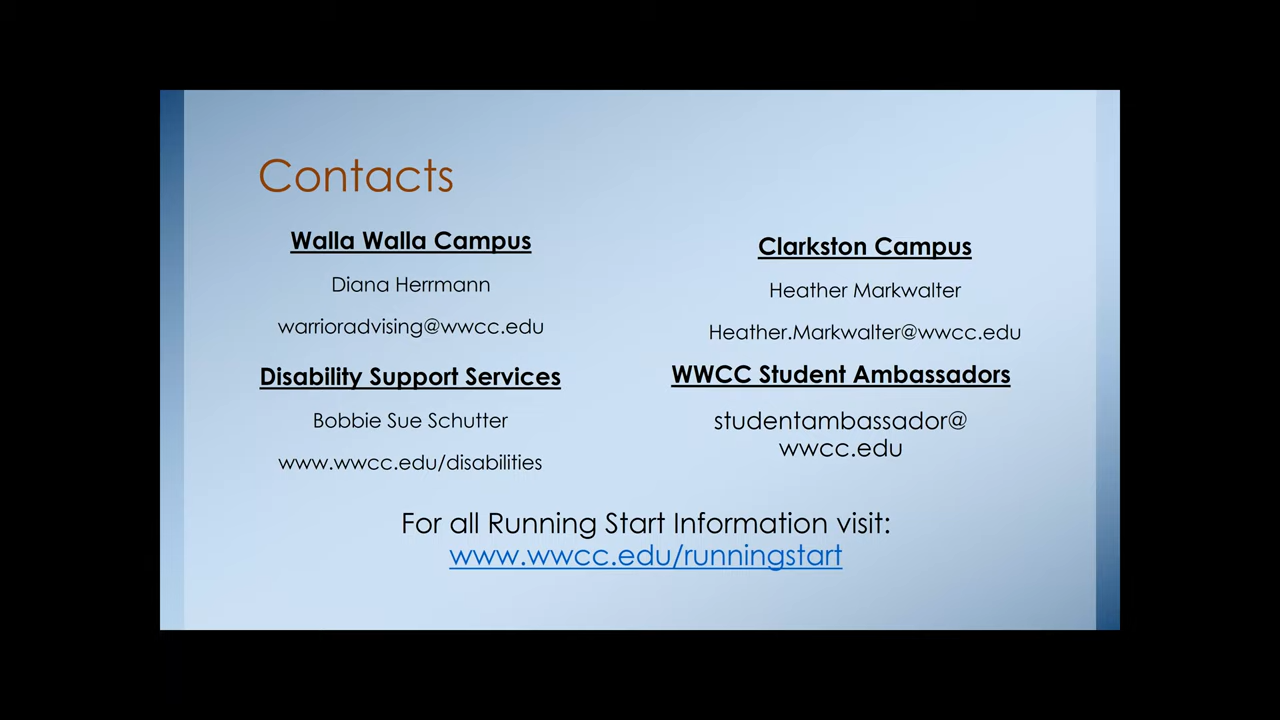 Contacts
Walla Walla Campus
Diana Herrmann
warrioradvising@wwcc.edu
Disability Support Services
Bobbie Sue Schutter
www.wwcc.edu/disabilities
Clarkston Campus
Heather Markwalter
Heather.Markwalter@wwcc.edu
WWCC Student Ambassadors
studentambassador@
wwcc.edu
For all Running Start Information visit:
www.wwcc.edu/runningstart